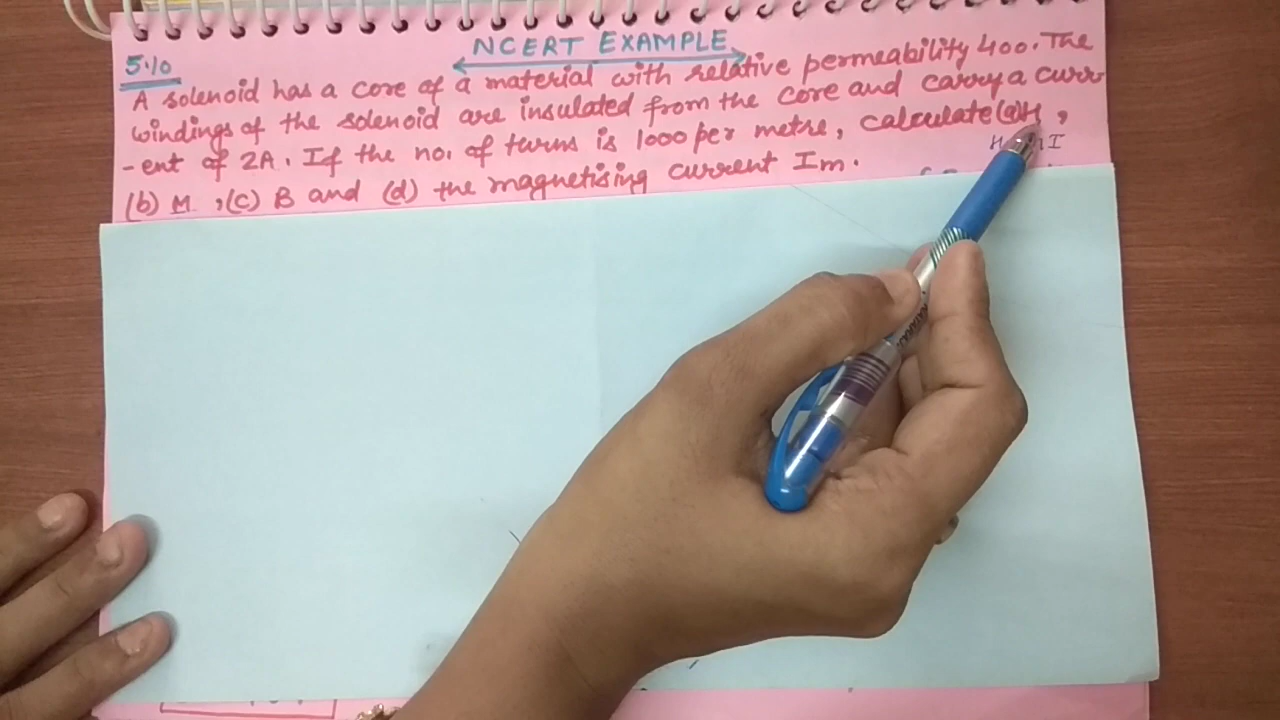 NCERT EXAMPLE
5.10
A solenoid has a core of a material with relative permeability 400. The
windings of the solenoid are insulated from the core and carry a curr
-ent of 2A. If the no. of turns is 1000 per metre, calculate (a) H,
H I
(b) M, (c) B and (d) the magnetising current Im.